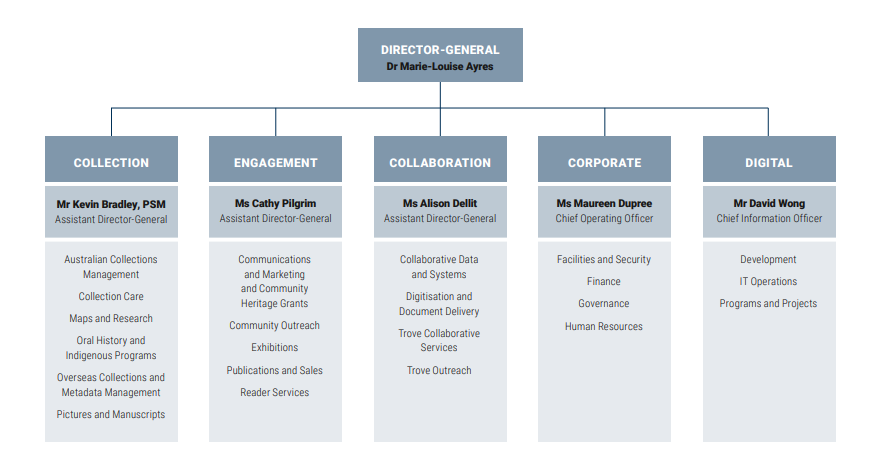 DIRECTOR-GENERAL
Dr Marie-Louise Ayres
COLLECTION
Mr Kevin Bradley, PSM
Assistant Director-General
Australian Collections
Management
Collection Care
Maps and Research
Oral History and
Indigenous Programs
Overseas Collections and
Metadata Management
Pictures and Manuscripts
ENGAGEMENT
Ms Cathy Pilgrim
Assistant Director-General
Communications
and Marketing
and Community
Heritage Grants
Community Outreach
Exhibitions
Publications and Sales
Reader Services
COLLABORATION
Ms Alison Dellit
Assistant Director-General
Collaborative Data
and Systems
Digitisation and
Document Delivery
Trove Collaborative
Services
Trove Outreach
CORPORATE
Ms Maureen Dupree
Chief Operating Officer
Facilities and Security
Finance
Governance
Human Resources
DIGITAL
Mr David Wong
Chief Information Officer
Development
IT Operations
Programs and Projects